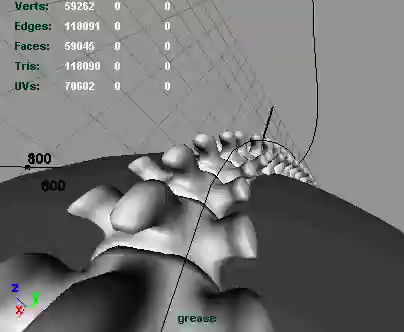 Verts: 59262 0 0
Edges: 118091 0 0
Faces: 59045 0 0
Tris: 118090 0 0
UVs: 70602 0 0
800
600
z
y
x
grease